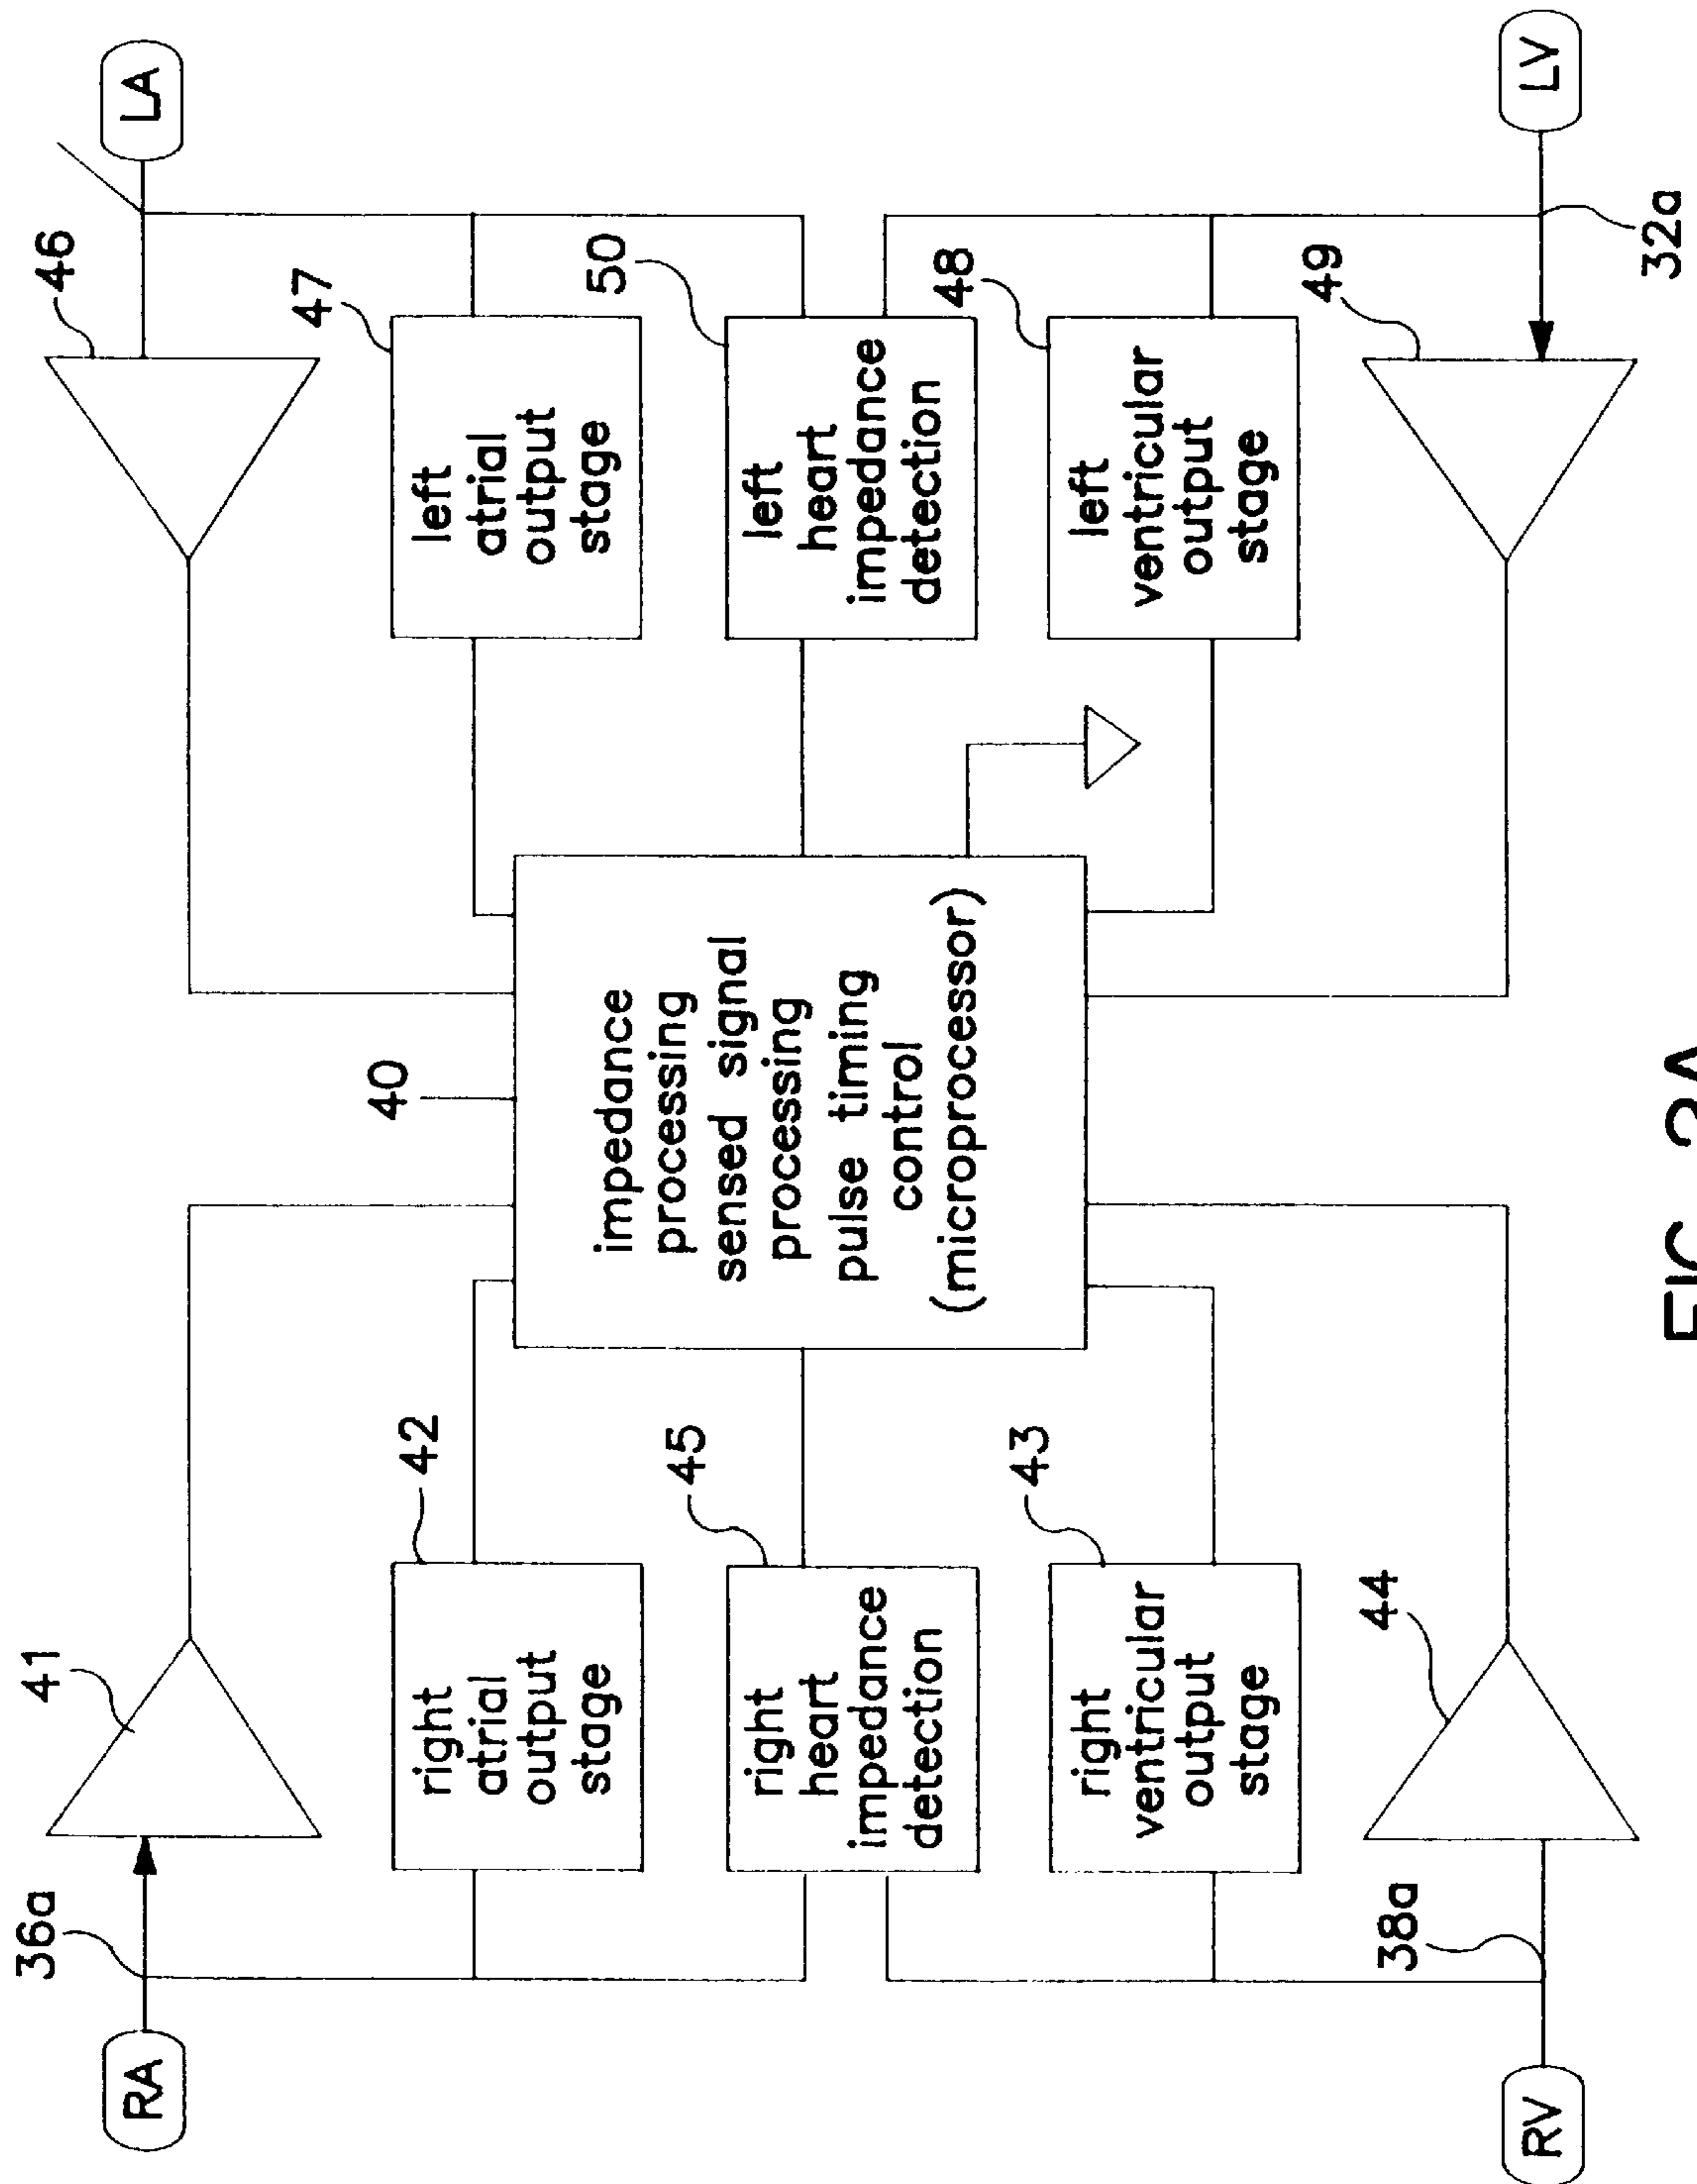 RA
36a
41
46
LA
42
right
atrial
output
stage
47
left
atrial
output
stage
40
45
right
heart
impedance
detection
impedance
processing
sensed signal
processing
pulse timing
control
(microprocessor)
50
left
heart
impedance
detection
43
right
ventricular
output
stage
48
left
ventricular
output
stage
RV
38a
44
49
32a
LV
FIG